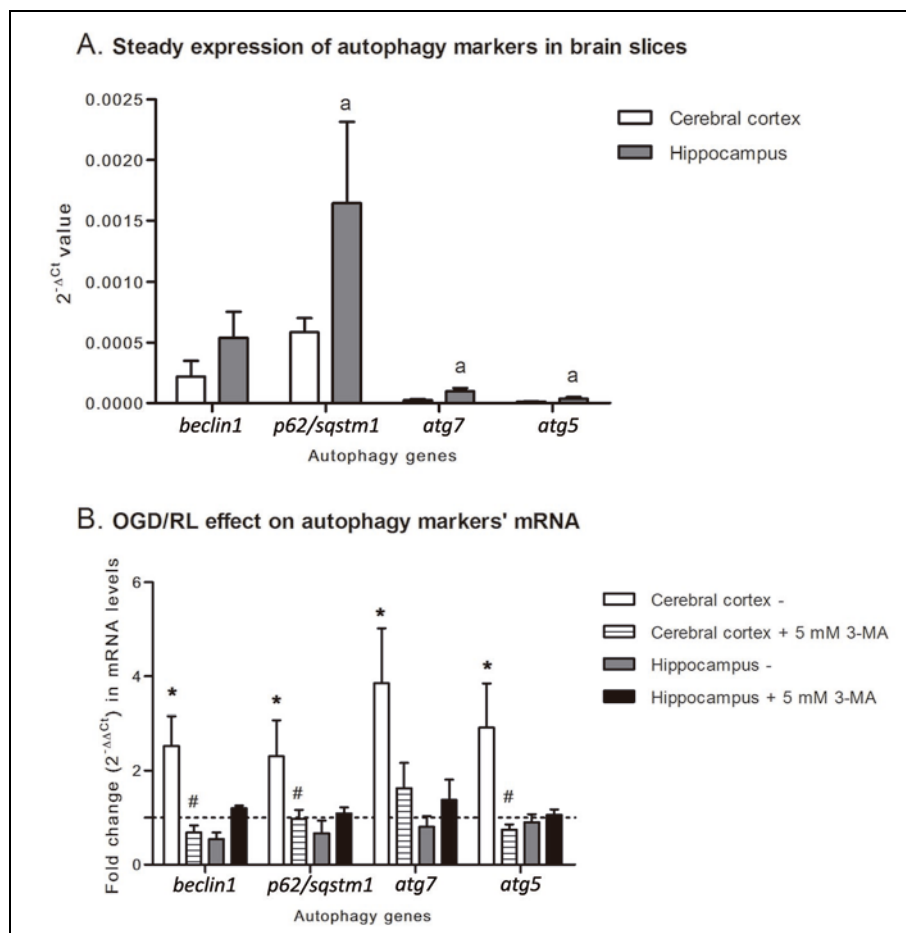 A. Steady expression of autophagy markers in brain slices
0.0025
0.0020
0.0015
0.0010
0.0005
0.0000
2^-ΔCt value
a
a
a
Cerebral cortex
Hippocampus
beclin1 p62/sqstm1 atg7 atg5
Autophagy genes
B. OGD/RL effect on autophagy markers' mRNA
6
4
2
1
0
Fold change (2^-ΔΔCt) in mRNA levels
* * * *
# # #
Cerebral cortex -
Cerebral cortex + 5 mM 3-MA
Hippocampus -
Hippocampus + 5 mM 3-MA
beclin1 p62/sqstm1 atg7 atg5
Autophagy genes